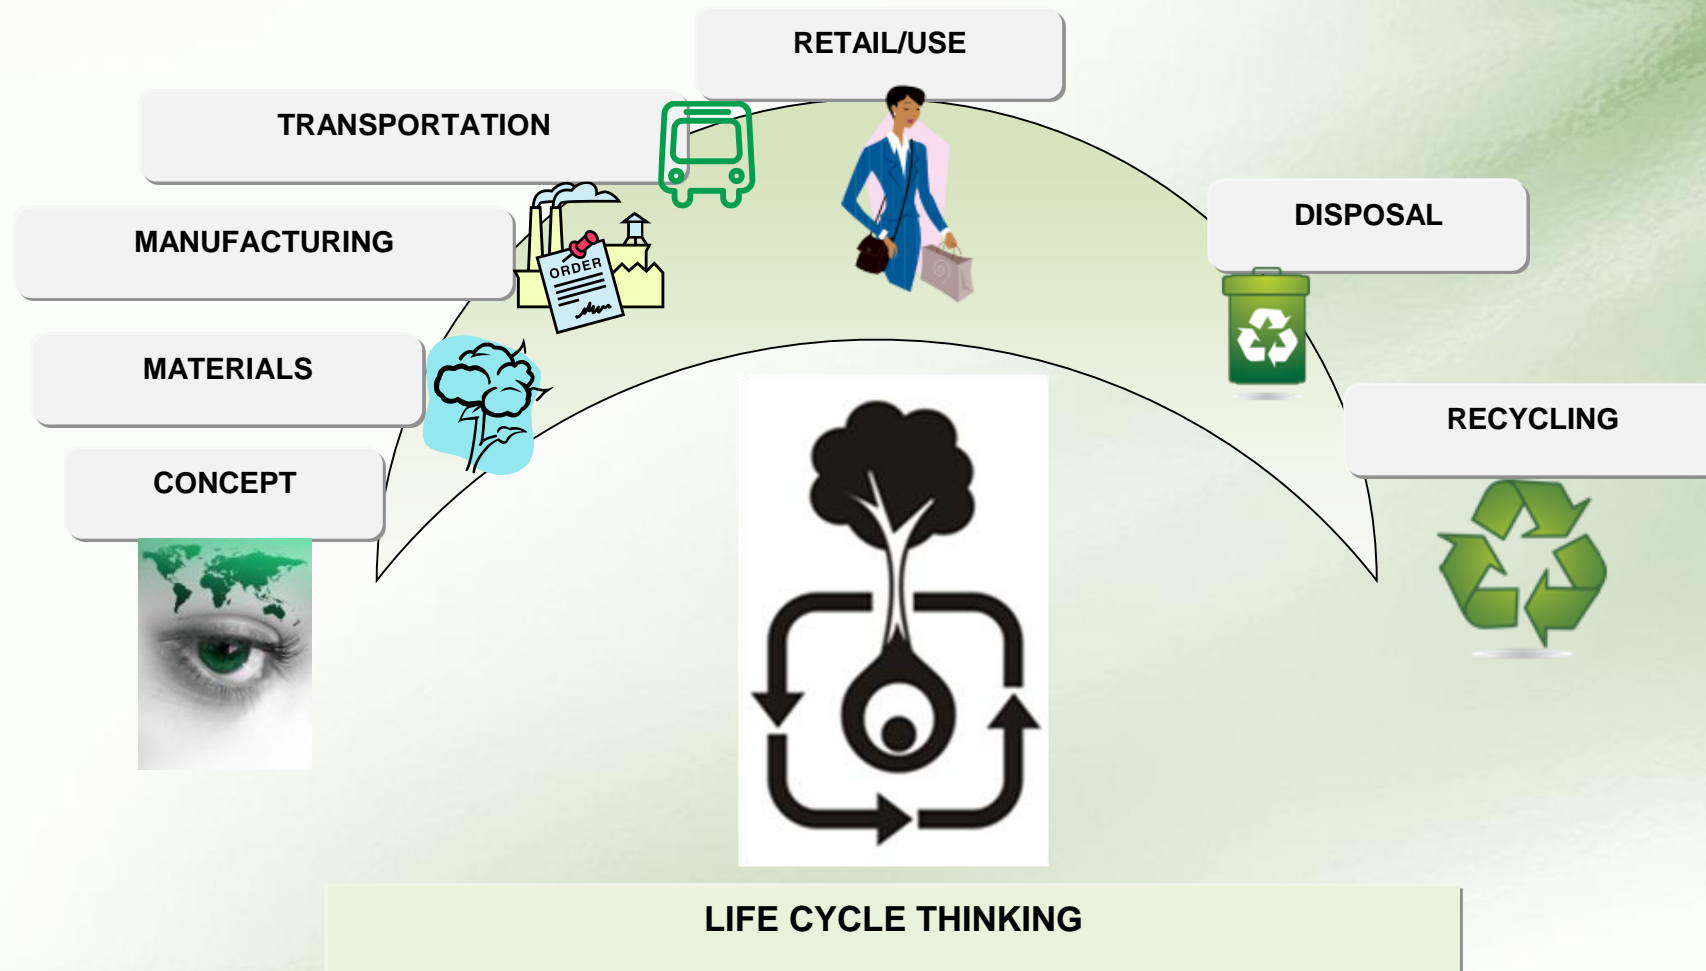 RETAIL/USE
TRANSPORTATION
MANUFACTURING
ORDER
DISPOSAL
MATERIALS
RECYCLING
CONCEPT
LIFE CYCLE THINKING